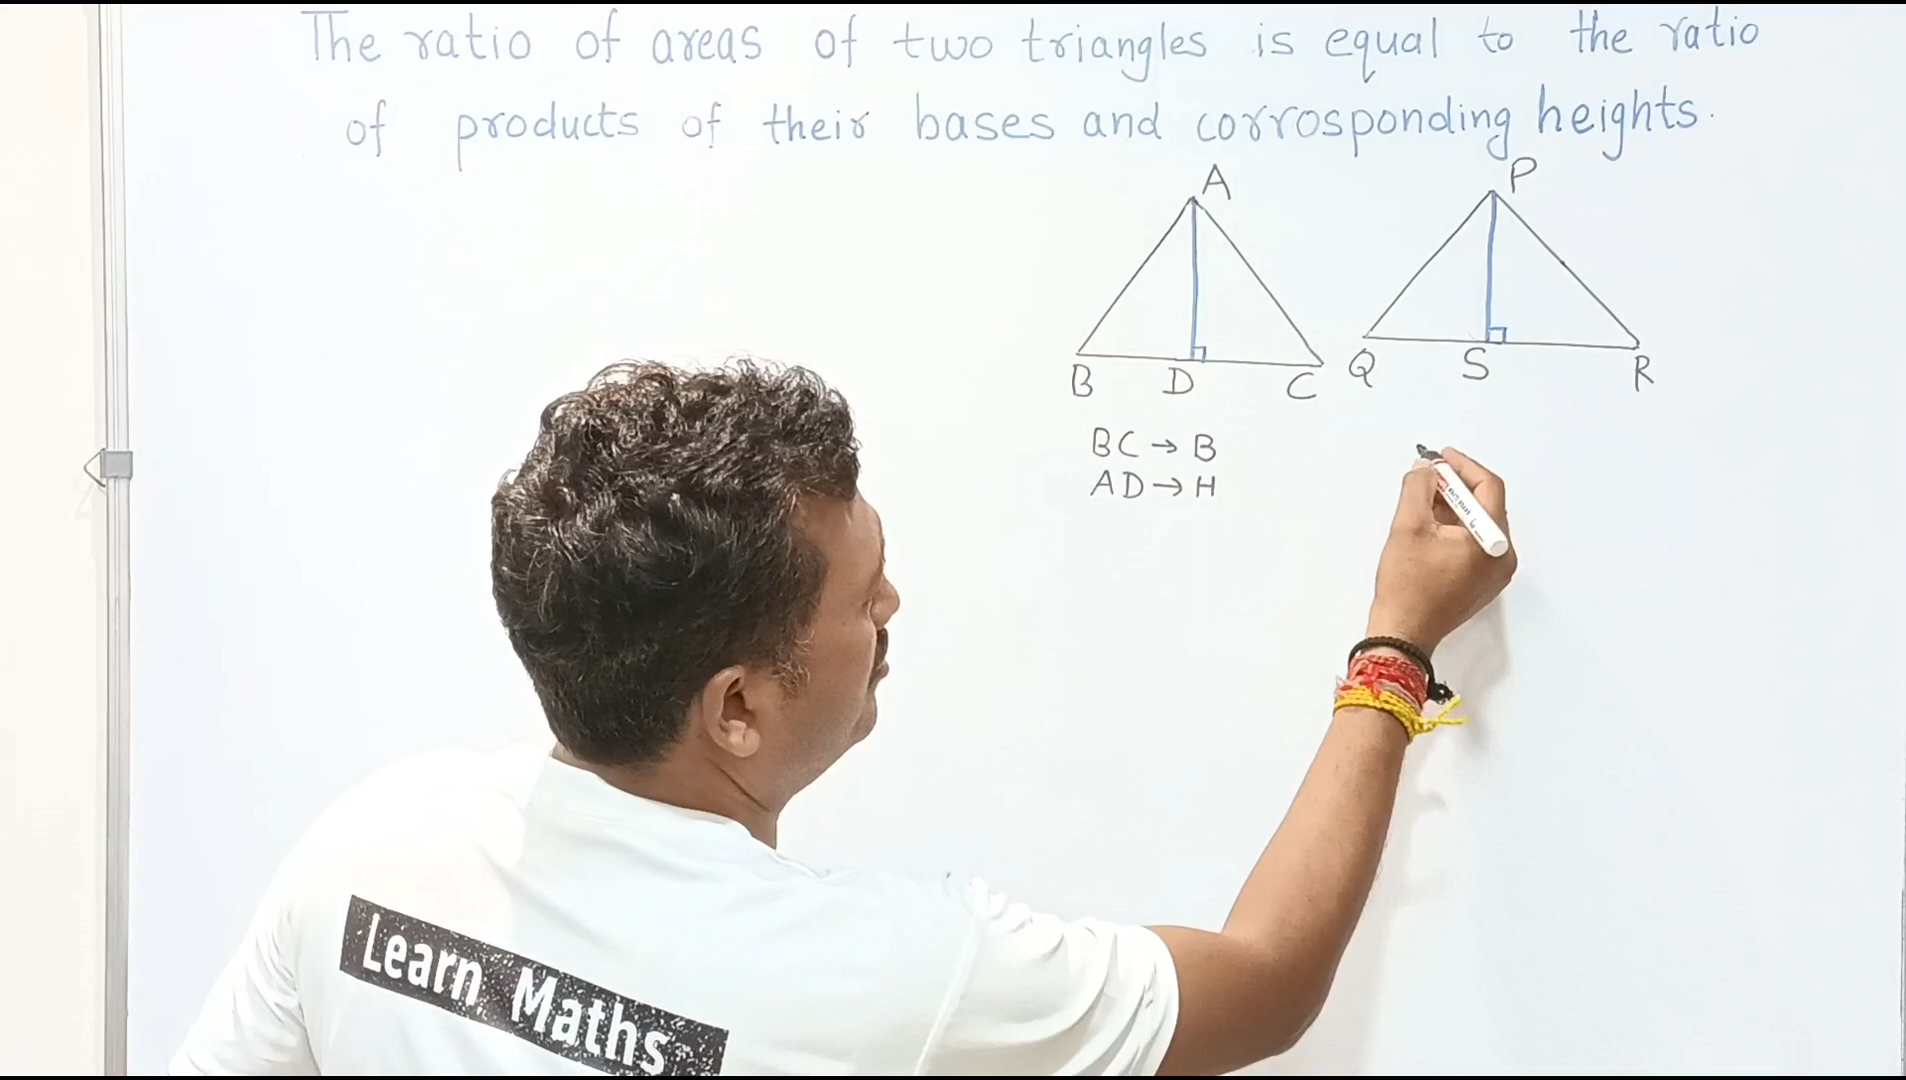 The ratio of areas of two triangles is equal to the ratio
of products of their bases and corrosponding heights.
A
P
B D C
Q S R
BC → B
AD → H
Learn Maths